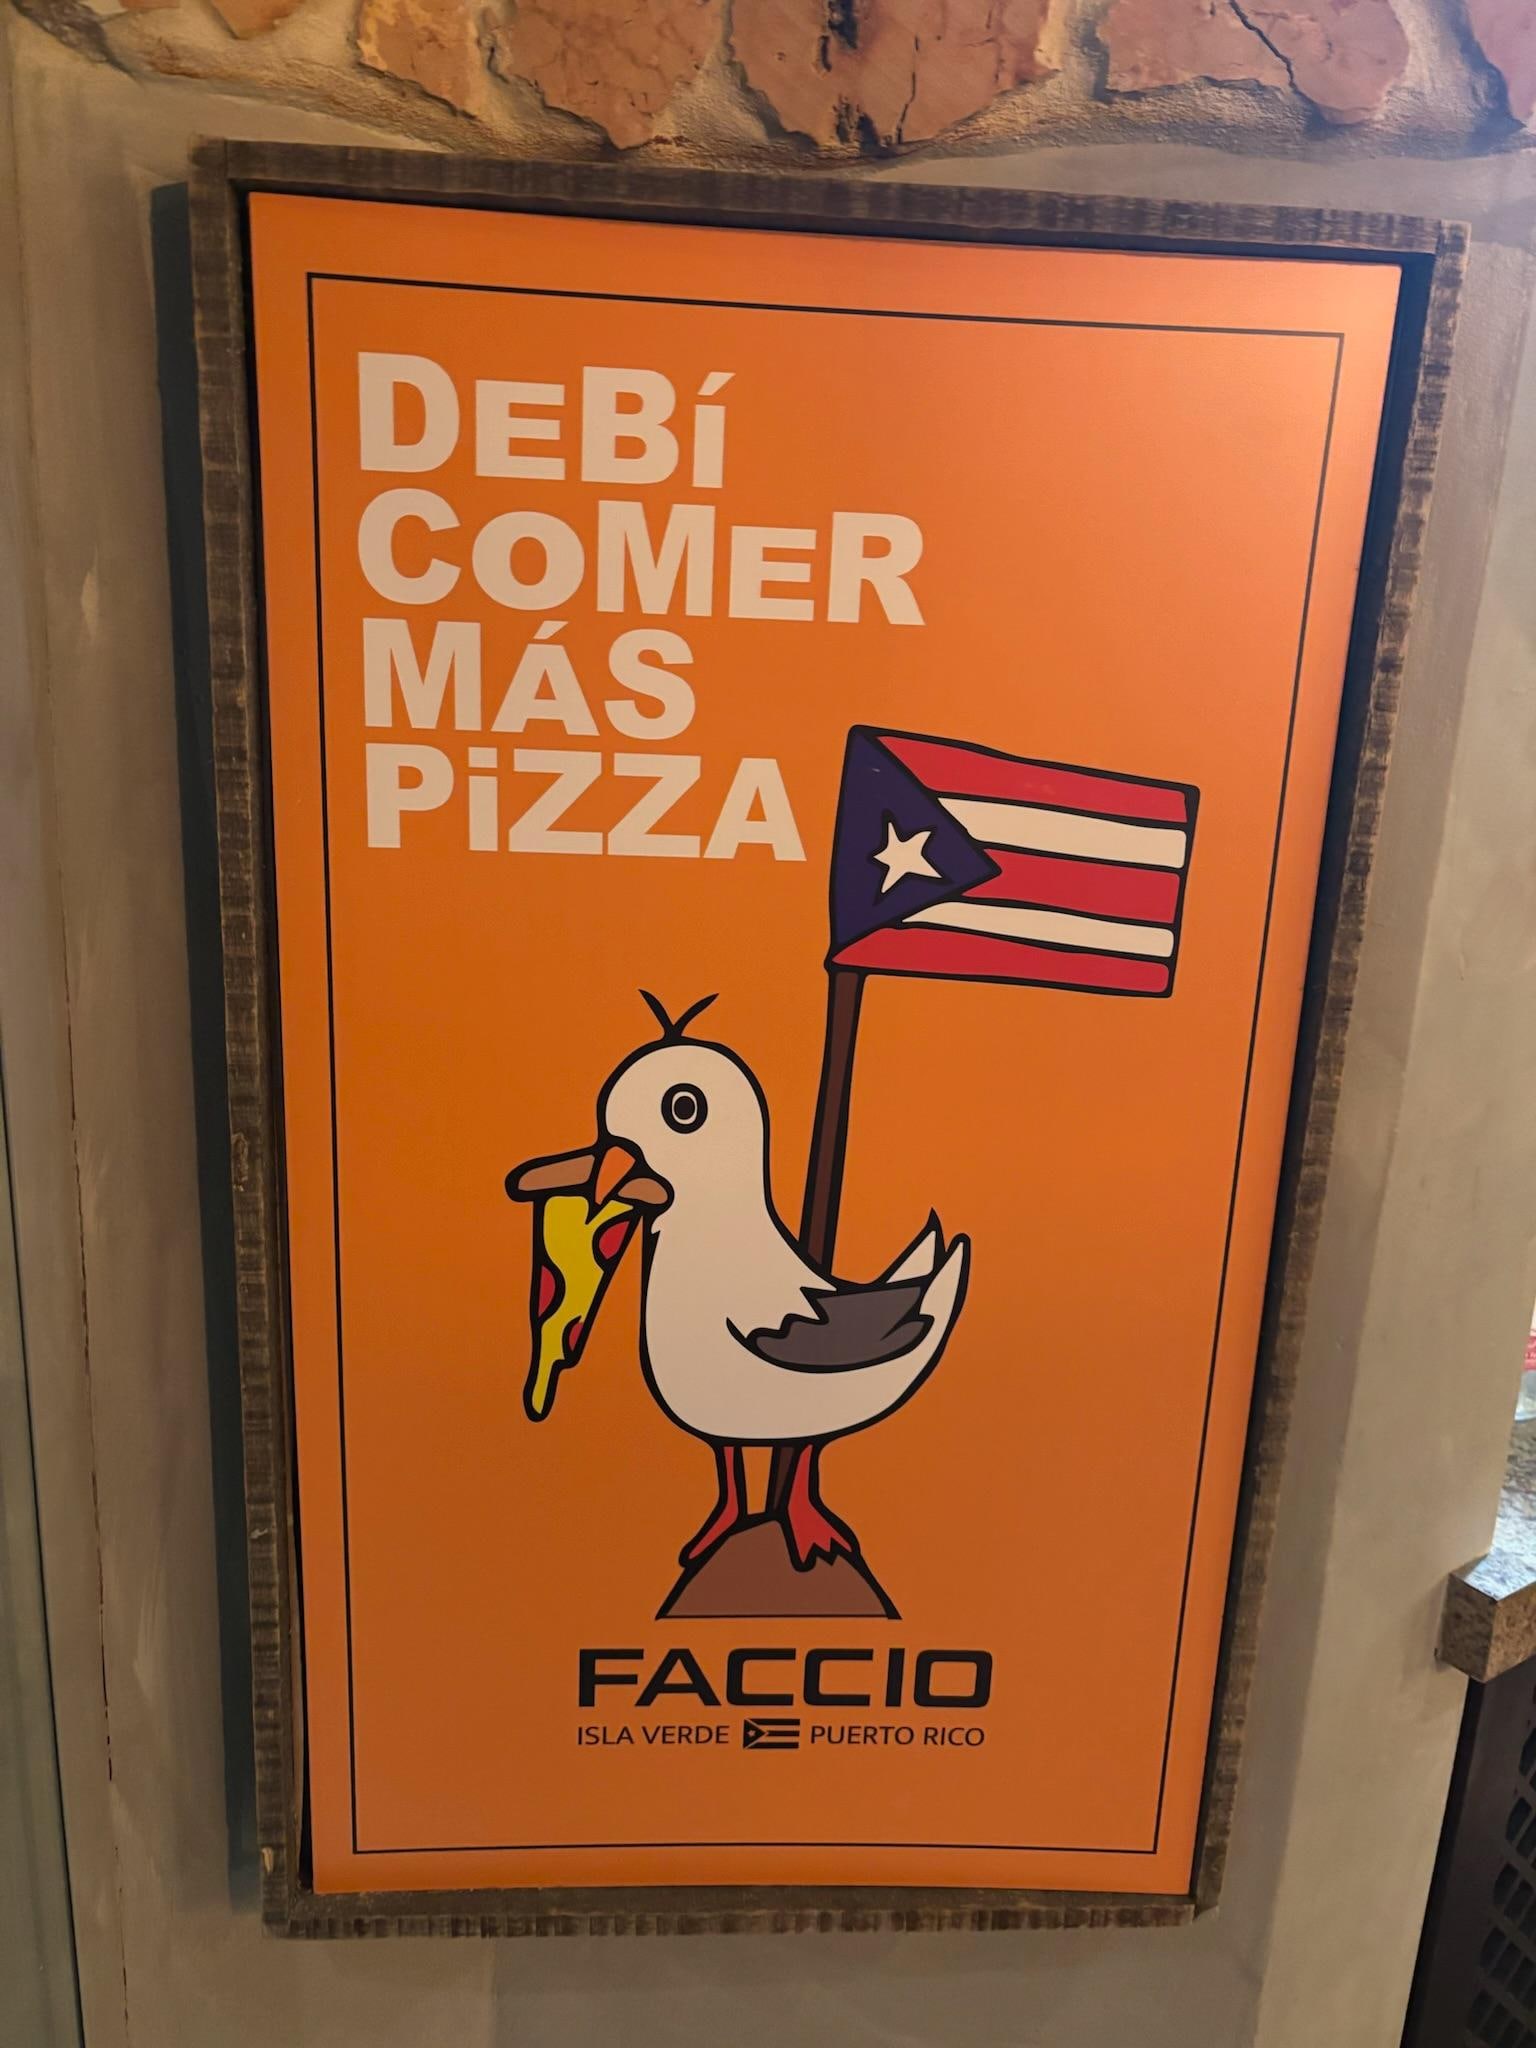 DeBí
CoMeR
MÁS
PiZZA
FACCIO
ISLA VERDE PUERTO RICO